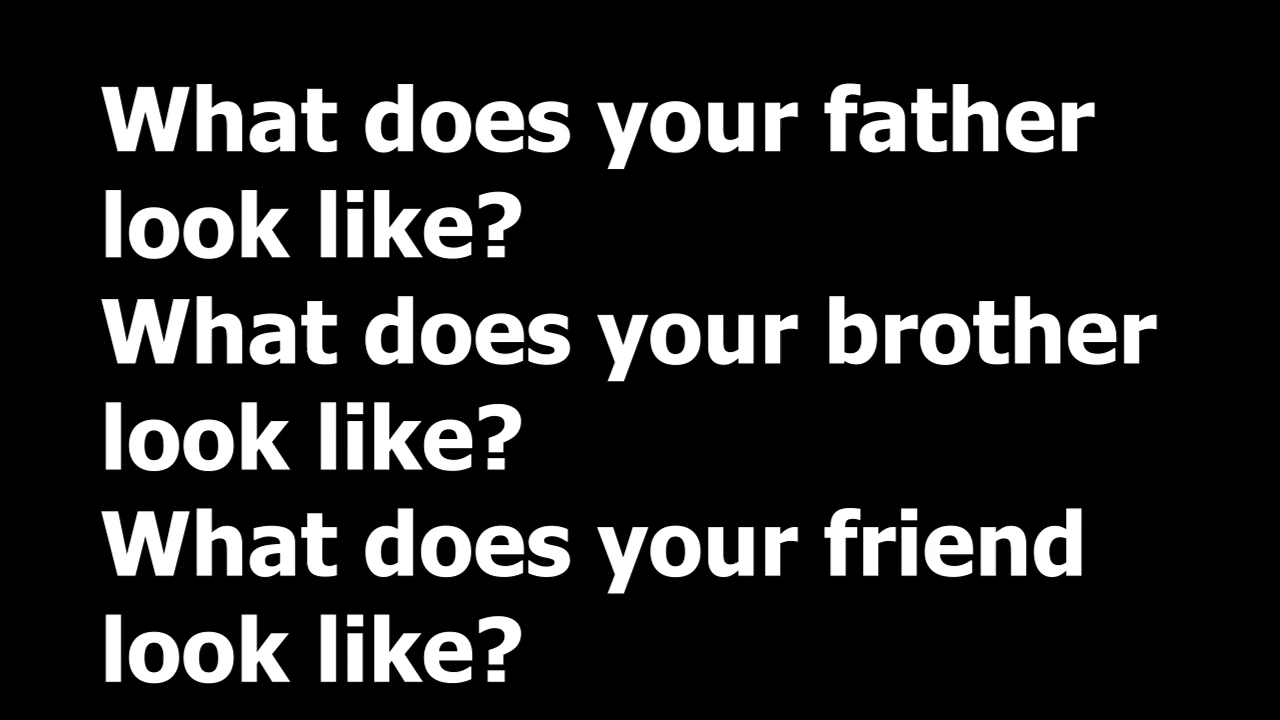 What does your father
look like?
What does your brother
look like?
What does your friend
look like?